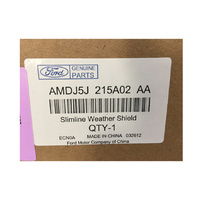 Ford
GENUINE
PARTS
AMDJ5J 215A02 AA
Slimline Weather Shield
QTY-1
ECN0A MADE IN CHINA 032612
Ford Motor Company of China